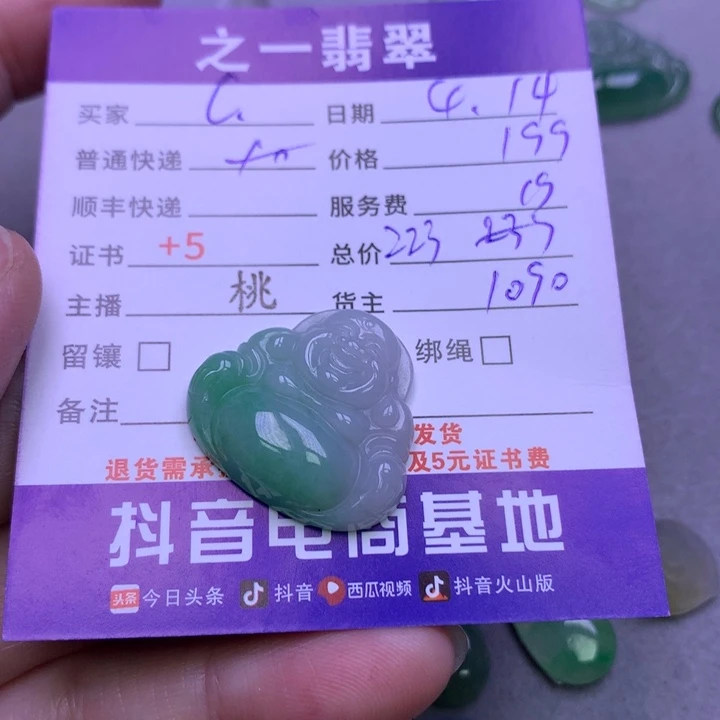 之一翡翠
买家 C. 日期 4.14
普通快递 价格 199
顺丰快递 服务费 19
证书 +5 总价 223
主播 桃 货主 1090
留镶 绑绳
备注
发货
退货需承 及5元证书费
抖音电商基地
头条 今日头条 抖音 西瓜视频 抖音火山版